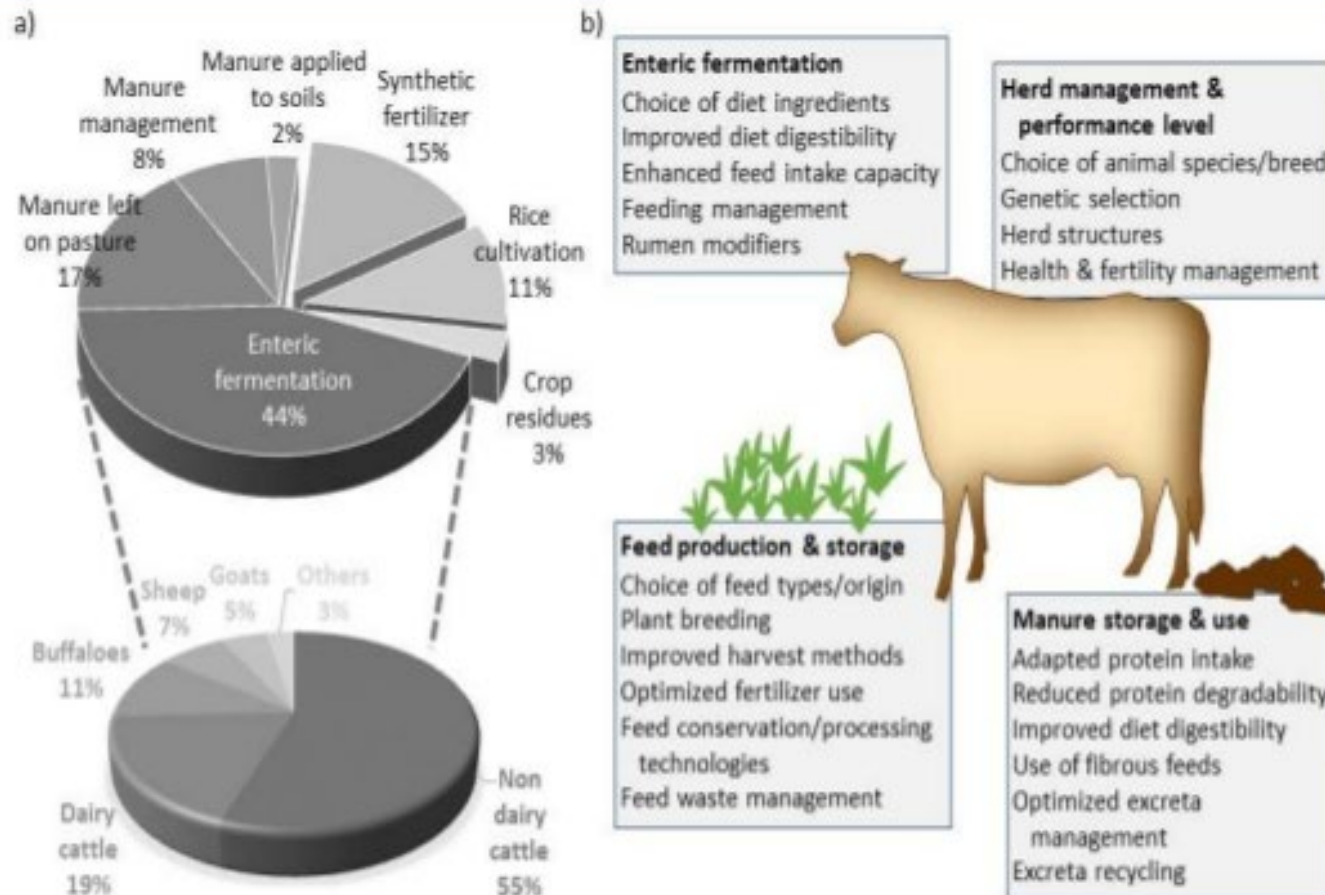 a)
Manure applied
to soils
2%
Manure
management
8%
Synthetic
fertilizer
15%
Manure left
on pasture
17%
Rice
cultivation
11%
Enteric
fermentation
44%
Crop
residues
3%
Sheep
7%
Goats
5%
Others
3%
Buffaloes
11%
Dairy
cattle
19%
Non
dairy
cattle
55%
b)
Enteric fermentation
Choice of diet ingredients
Improved diet digestibility
Enhanced feed intake capacity
Feeding management
Rumen modifiers
Herd management &
performance level
Choice of animal species/breed
Genetic selection
Herd structures
Health & fertility management
Feed production & storage
Choice of feed types/origin
Plant breeding
Improved harvest methods
Optimized fertilizer use
Feed conservation/processing
technologies
Feed waste management
Manure storage & use
Adapted protein intake
Reduced protein degradability
Improved diet digestibility
Use of fibrous feeds
Optimized excreta
management
Excreta recycling